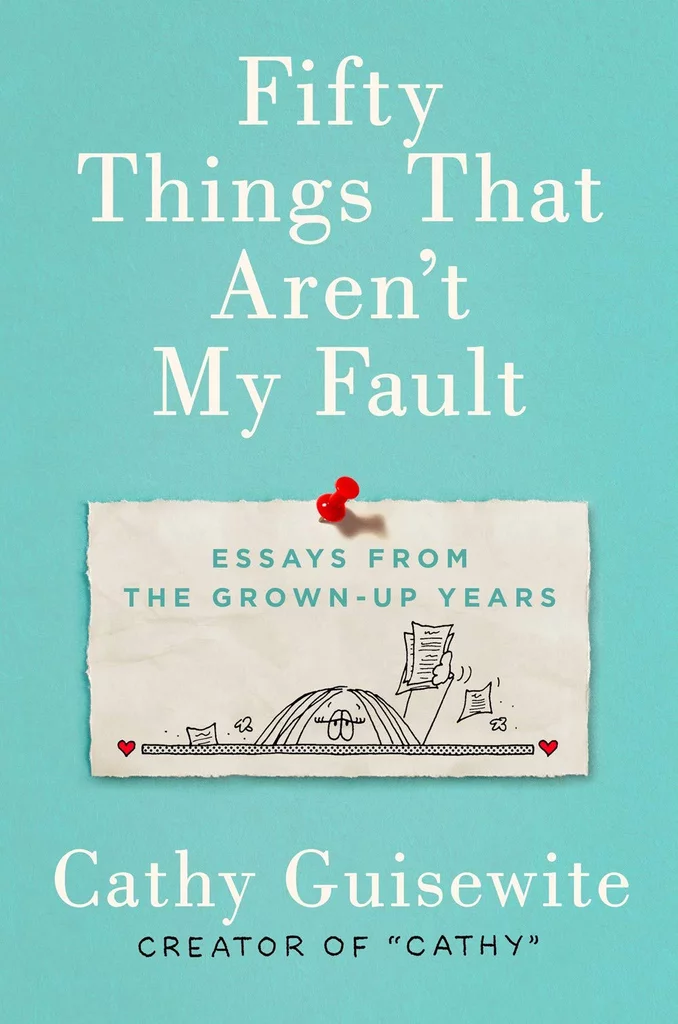 Fifty
Things That
Aren’t
My Fault
ESSAYS FROM
THE GROWN-UP YEARS
Cathy Guisewite
CREATOR OF “CATHY”